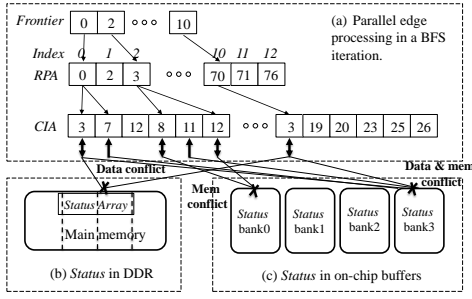 Frontier 0 2 ooo 10
(a) Parallel edge
processing in a BFS
iteration.
Index 0 1 2 10 11 12
RPA 0 2 3 ooo 70 71 76
CIA 3 7 12 8 11 12 ooo 3 19 20 23 25 26
Data conflict
Mem
conflict
Data & mem
conflict
Status Array
Main memory
Status
bank0
Status
bank1
Status
bank2
Status
bank3
(b) Status in DDR
(c) Status in on-chip buffers